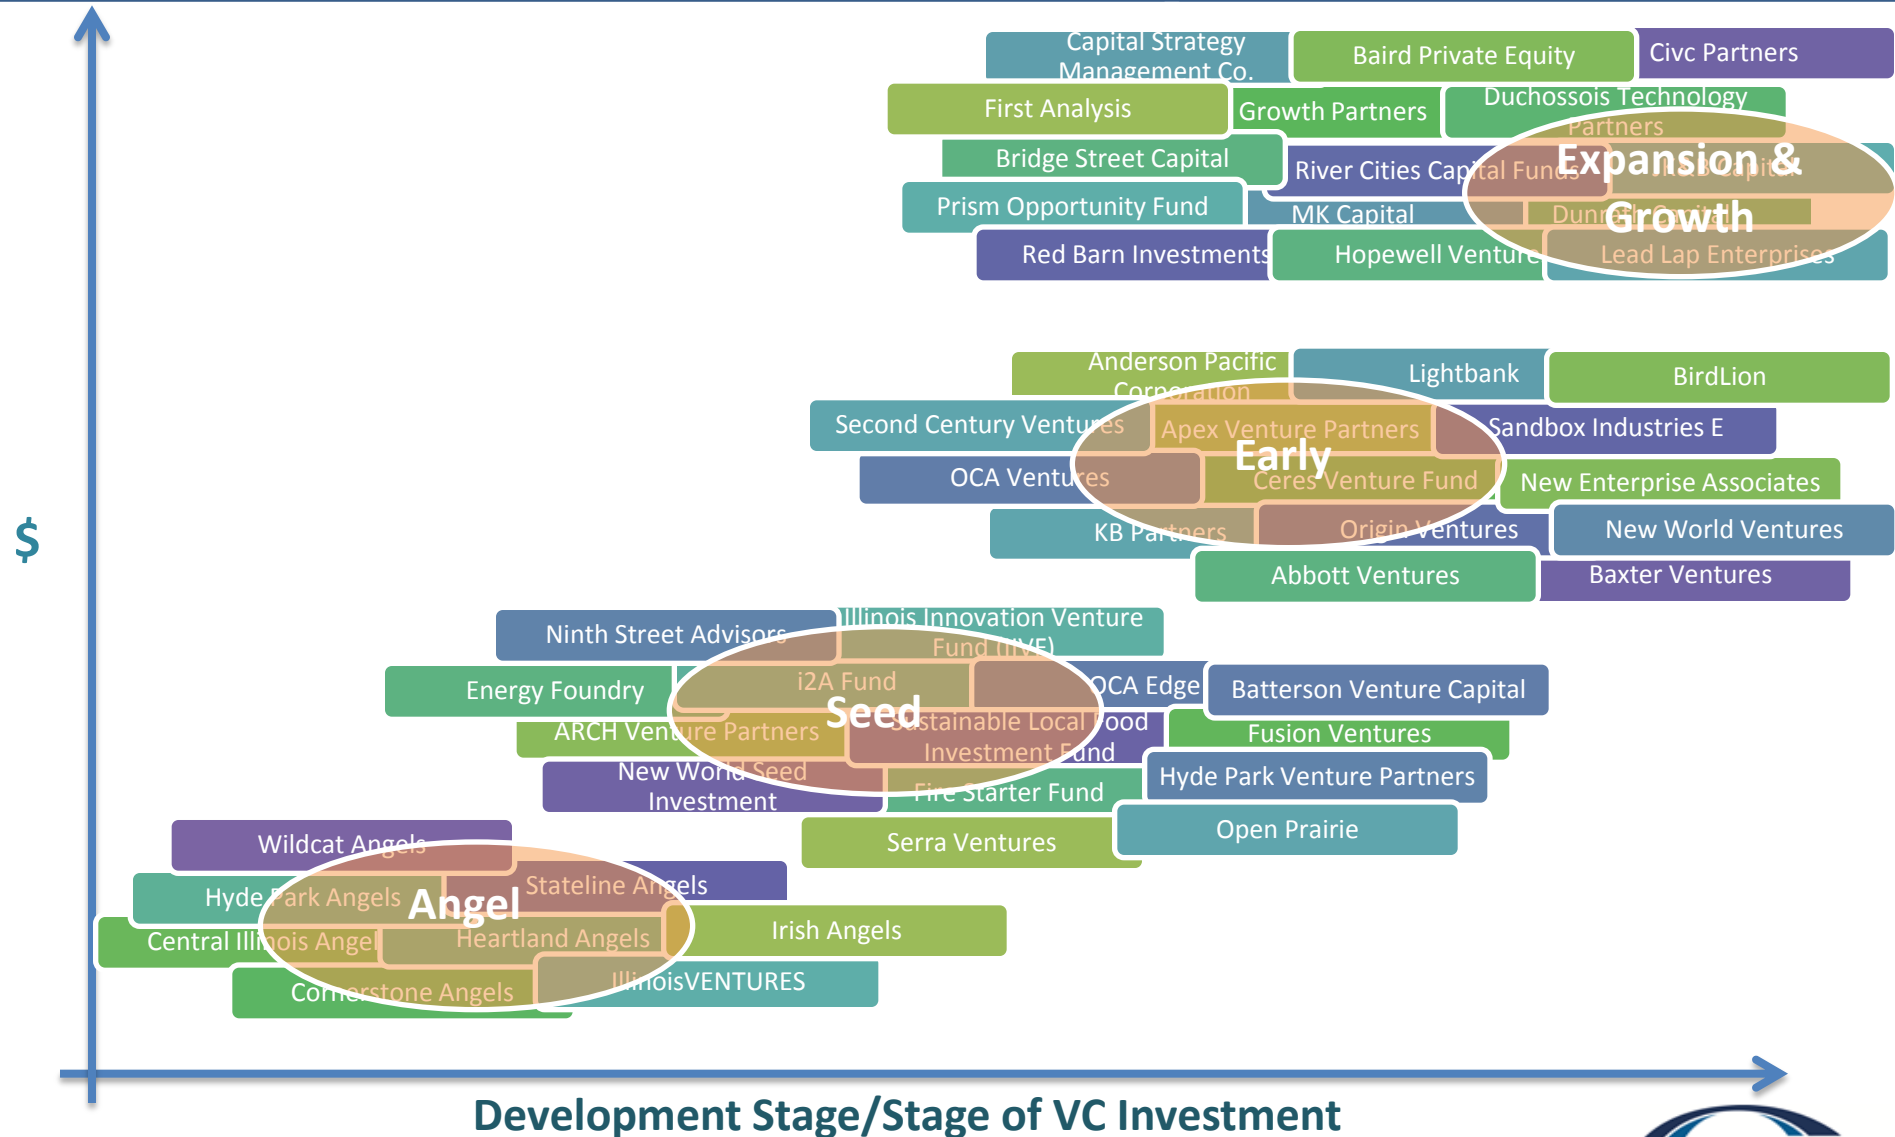 Capital Strategy
Management Co.
Baird Private Equity
Civc Partners
First Analysis
Growth Partners
Duchossois Technology
Partners
Bridge Street Capital
River Cities Capital Funds
JK&B Capital
Expansion &
Growth
Prism Opportunity Fund
MK Capital
Dunrath Capital
Red Barn Investments
Hopewell Venture
Lead Lap Enterprises
Anderson Pacific
Corporation
Lightbank
BirdLion
Second Century Ventures
Apex Venture Partners
Sandbox Industries E
Early
OCA Ventures
Ceres Venture Fund
New Enterprise Associates
KB Partners
Origin Ventures
New World Ventures
Abbott Ventures
Baxter Ventures
$
Ninth Street Advisors
Illinois Innovation Venture
Fund (IIVF)
Energy Foundry
i2A Fund
OCA Edge
Batterson Venture Capital
Seed
ARCH Venture Partners
Sustainable Local Food
Investment Fund
Fusion Ventures
New World Seed
Investment
Fire Starter Fund
Hyde Park Venture Partners
Serra Ventures
Open Prairie
Wildcat Angels
Hyde Park Angels
Stateline Angels
Angel
Central Illinois Angel
Heartland Angels
Irish Angels
Cornerstone Angels
IllinoisVENTURES
Development Stage/Stage of VC Investment